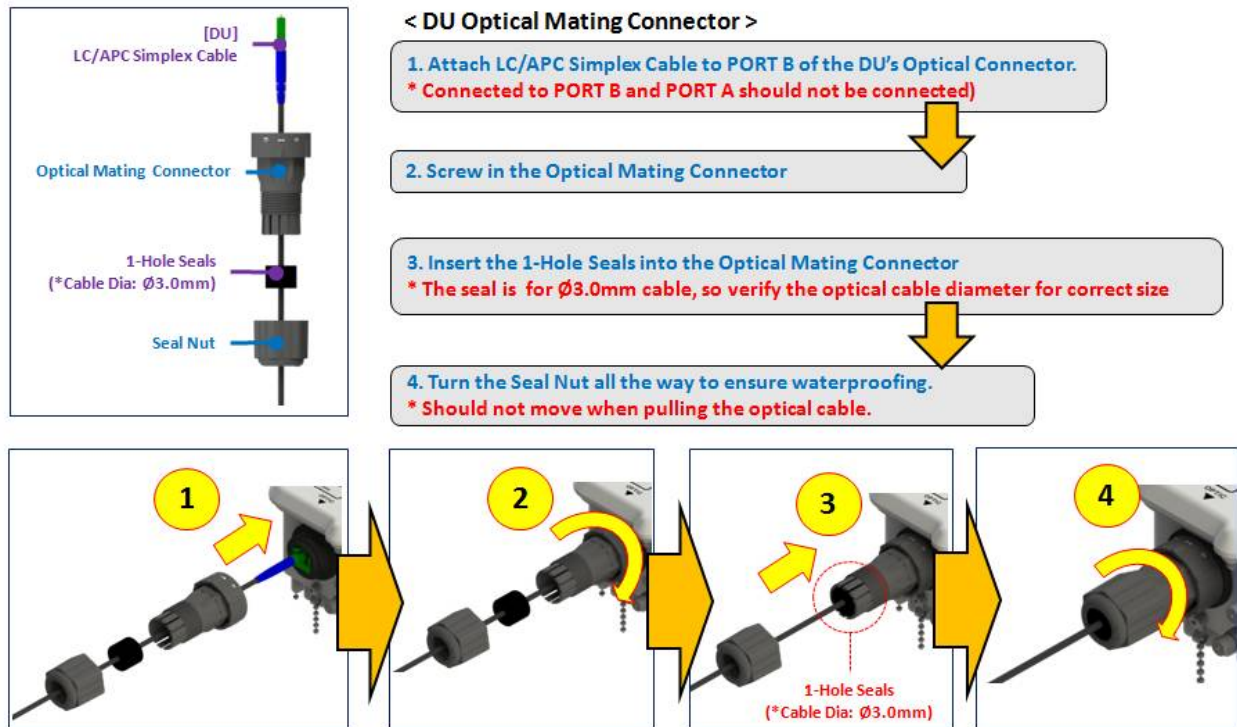 [DU]
LC/APC Simplex Cable
Optical Mating Connector
1-Hole Seals
(*Cable Dia: Ø3.0mm)
Seal Nut
< DU Optical Mating Connector >
1. Attach LC/APC Simplex Cable to PORT B of the DU's Optical Connector.
* Connected to PORT B and PORT A should not be connected)
2. Screw in the Optical Mating Connector
3. Insert the 1-Hole Seals into the Optical Mating Connector
* The seal is for Ø3.0mm cable, so verify the optical cable diameter for correct size
4. Turn the Seal Nut all the way to ensure waterproofing.
* Should not move when pulling the optical cable.
1
OPTIC
2
OPTIC
3
OPTIC
1-Hole Seals
(*Cable Dia: Ø3.0mm)
4
OPTIC